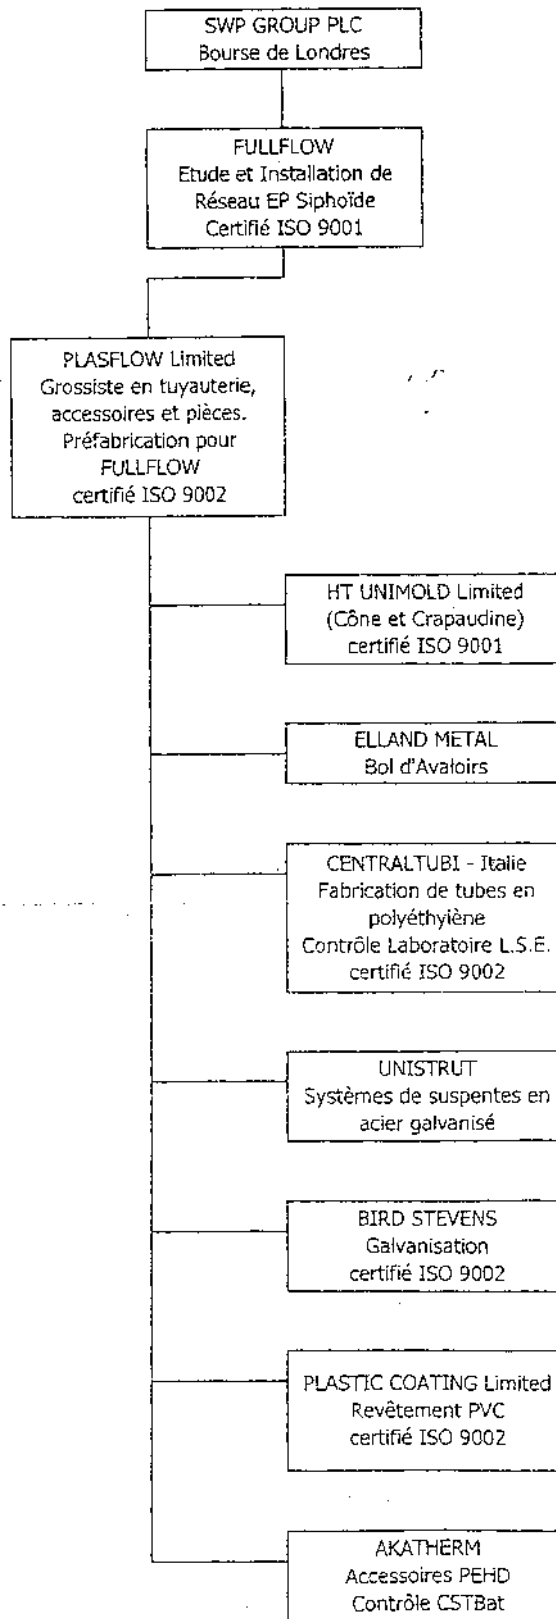 SWP GROUP PLC
Bourse de Londres
FULLFLOW
Etude et Installation de
Réseau EP Siphoïde
Certifié ISO 9001
PLASFLOW Limited
Grossiste en tuyauterie,
accessoires et pièces.
Préfabrication pour
FULLFLOW
certifié ISO 9002
HT UNIMOLD Limited
(Cône et Crapaudine)
certifié ISO 9001
ELLAND METAL
Bol d'Avaloirs
CENTRALTUBI - Italie
Fabrication de tubes en
polyéthylène
Contrôle Laboratoire L.S.E.
certifié ISO 9002
UNISTRUT
Systèmes de suspentes en
acier galvanisé
BIRD STEVENS
Galvanisation
certifié ISO 9002
PLASTIC COATING Limited
Revêtement PVC
certifié ISO 9002
AKATHERM
Accessoires PEHD
Contrôle CSTBat